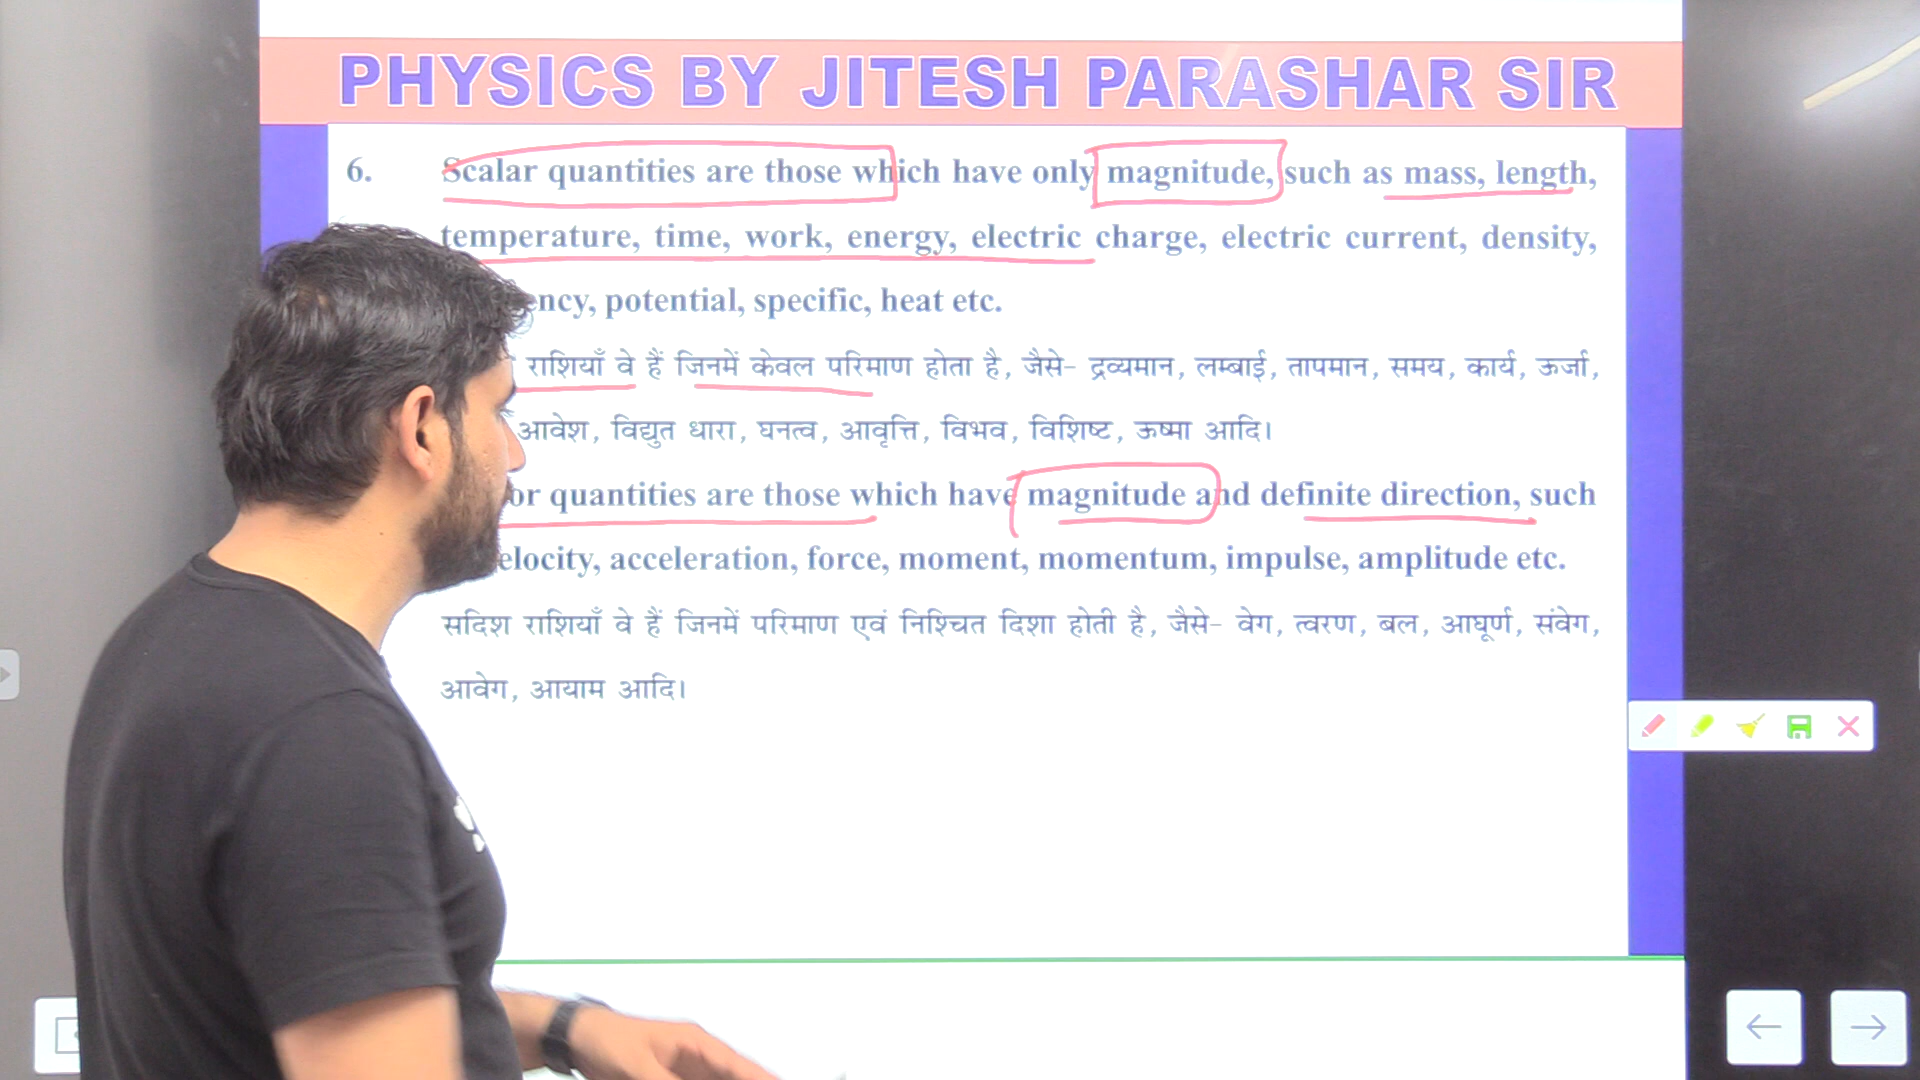 PHYSICS BY JITESH PARASHAR SIR
6. Scalar quantities are those which have only magnitude, such as mass, length,
temperature, time, work, energy, electric charge, electric current, density,
potential, specific, heat etc.
राशियाँ वे हैं जिनमें केवल परिमाण होता है, जैसे- द्रव्यमान, लम्बाई, तापमान, समय, कार्य, ऊर्जा,
आवेश, विद्युत धारा, घनत्व, आवृत्ति, विभव, विशिष्ट, ऊष्मा आदि।
quantities are those which have magnitude and definite direction, such
acceleration, force, moment, momentum, impulse, amplitude etc.
सदिश राशियाँ वे हैं जिनमें परिमाण एवं निश्चित दिशा होती है, जैसे- वेग, त्वरण, बल, आघूर्ण, संवेग,
आवेग, आयाम आदि।